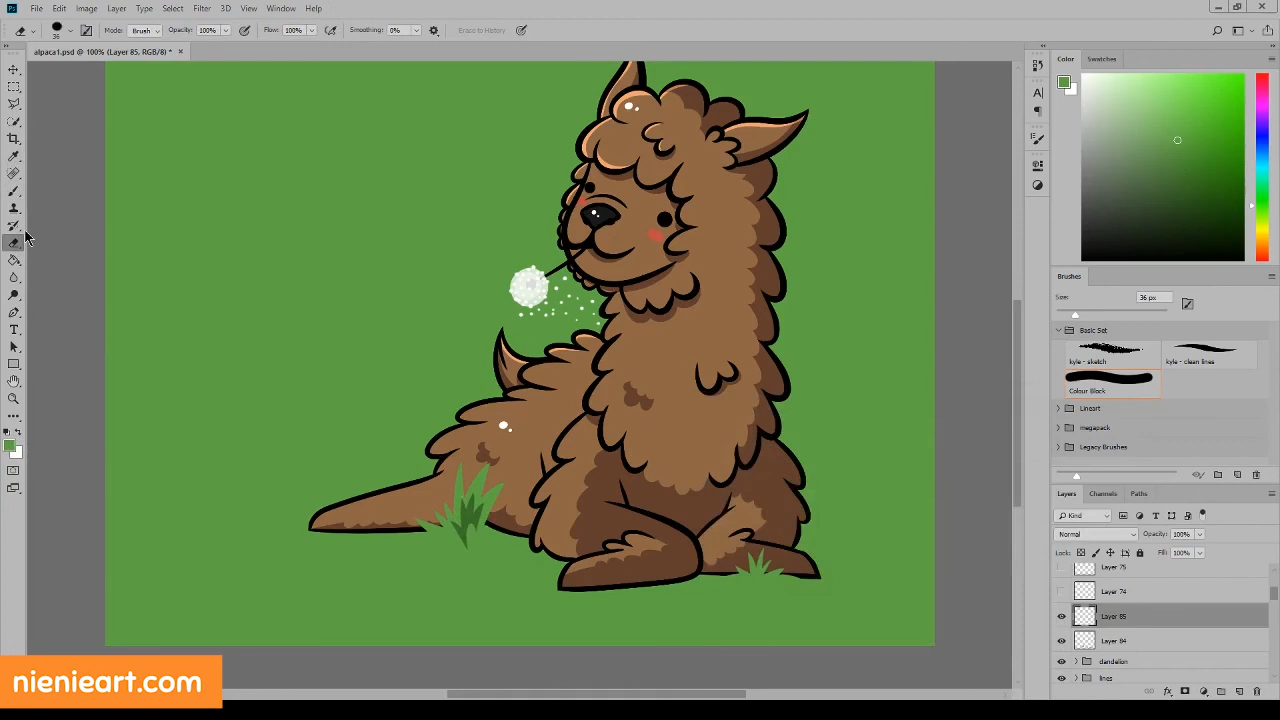 Ps File Edit Image Layer Type Select Filter 3D View Window Help
36 Mode: Brush Opacity: 100% Flow: 100% Smoothing: 0% Erase to History
alpaca1.psd @ 100% (Layer 85, RGB/8) * ×
Color Swatches
Brushes
Size: 36 px
Basic Set
kyle - sketch kyle - clean lines
Colour Block
Lineart
megapack
Legacy Brushes
Layers Channels Paths
Kind
Normal Opacity: 100%
Lock: Fill: 100%
Layer 75
Layer 74
Layer 85
Layer 84
dandelion
lines
nienieart.com